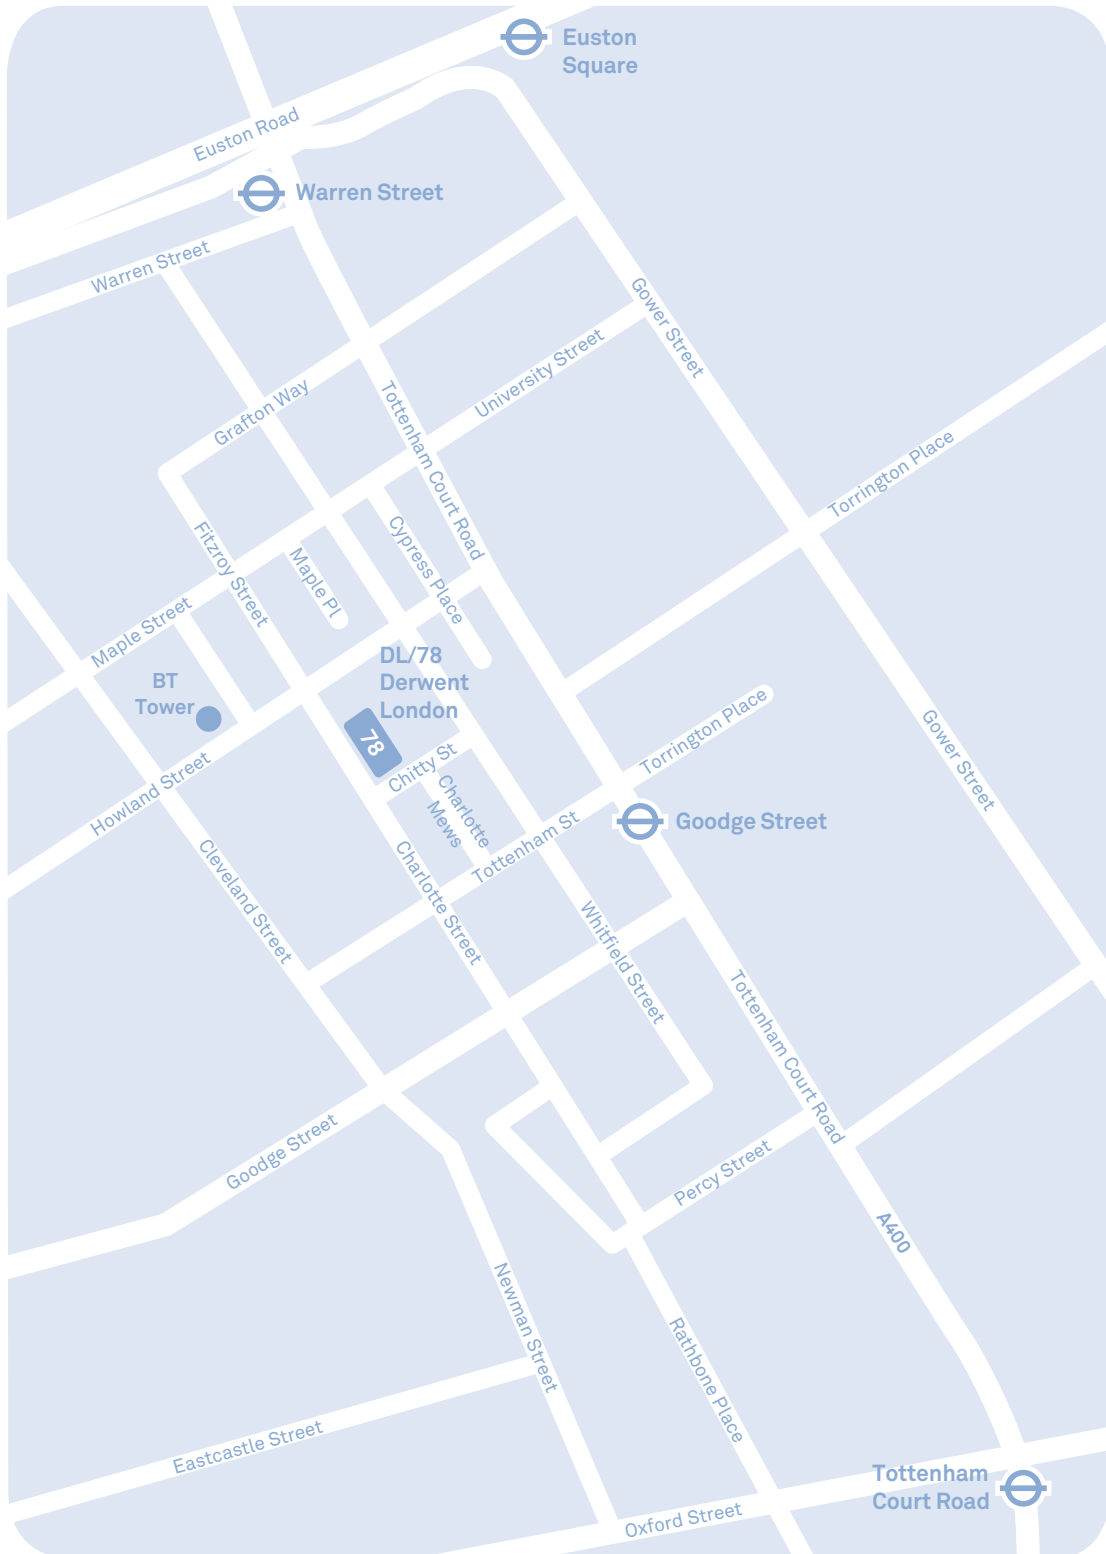 Euston
Square
Euston Road
Warren Street
Warren Street
Gower Street
University Street
Grafton Way
Tottenham Court Road
Torrington Place
Cypress Place
Fitzroy Street
Maple Pl
Maple Street
DL/78
Derwent
London
BT
Tower
78
Torrington Place
Chitty St
Gower Street
Howland Street
Charlotte
Mews
Goodge Street
Tottenham St
Cleveland Street
Charlotte Street
Whitfield Street
Tottenham Court Road
Goodge Street
Percy Street
A400
Newman Street
Rathbone Place
Eastcastle Street
Tottenham
Court Road
Oxford Street